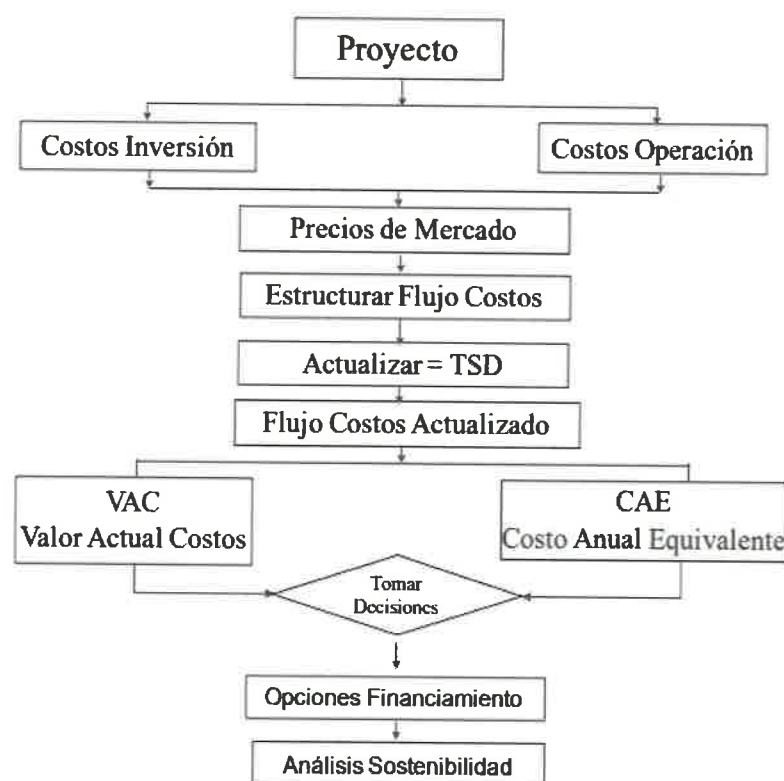 Proyecto
Costos Inversión
Costos Operación
Precios de Mercado
Estructurar Flujo Costos
Actualizar = TSD
Flujo Costos Actualizado
VAC
Valor Actual Costos
CAE
Costo Anual Equivalente
Tomar
Decisiones
Opciones Financiamiento
Análisis Sostenibilidad